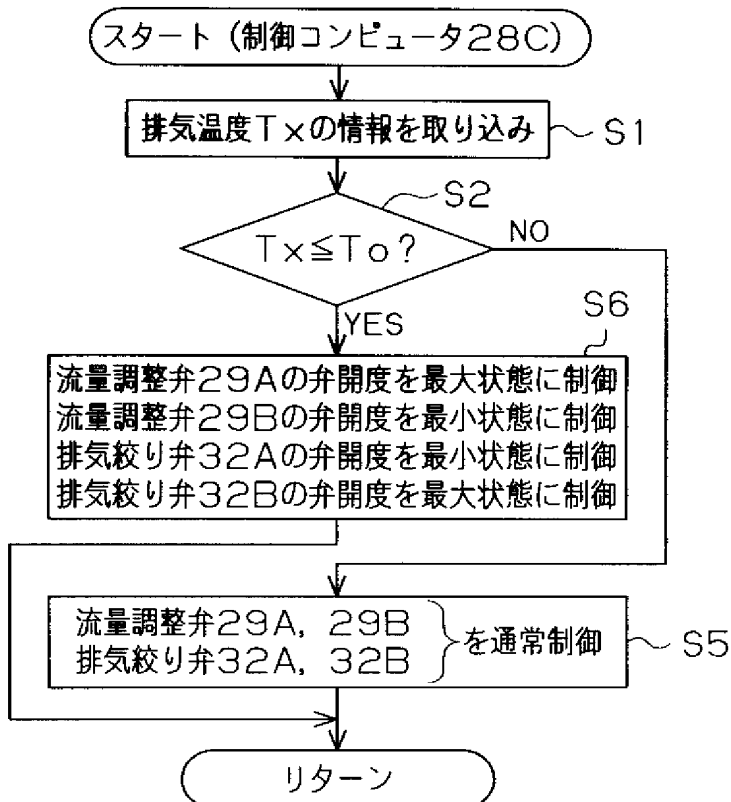 スタート（制御コンピュータ28C）
排気温度Txの情報を取り込み
S1
S2
Tx≦To？
NO
YES
S6
流量調整弁29Aの弁開度を最大状態に制御
流量調整弁29Bの弁開度を最小状態に制御
排気絞り弁32Aの弁開度を最小状態に制御
排気絞り弁32Bの弁開度を最大状態に制御
流量調整弁29A，29B
排気絞り弁32A，32B
を通常制御
S5
リターン